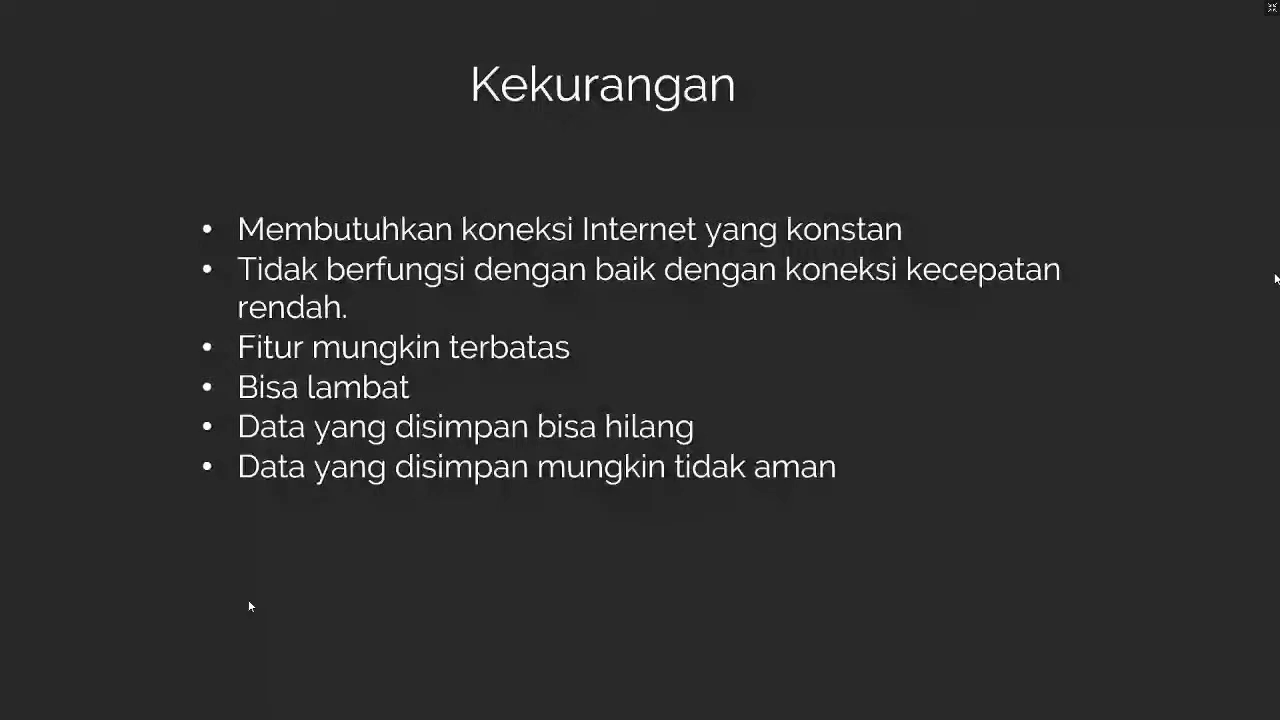 Kekurangan
• Membutuhkan koneksi Internet yang konstan
• Tidak berfungsi dengan baik dengan koneksi kecepatan
rendah.
• Fitur mungkin terbatas
• Bisa lambat
• Data yang disimpan bisa hilang
• Data yang disimpan mungkin tidak aman